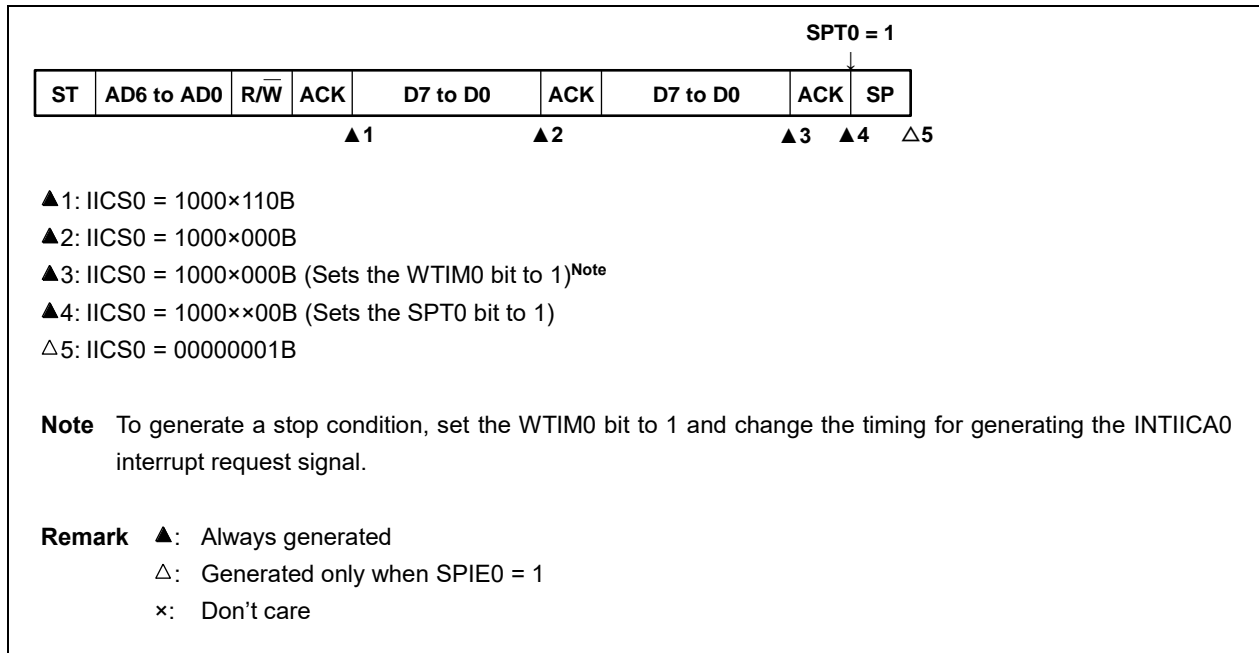 SPT0 = 1
↓
ST AD6 to AD0 R/W̅ ACK D7 to D0 ACK D7 to D0 ACK SP
▲1 ▲2 ▲3 ▲4 △5
▲1: IICS0 = 1000×110B
▲2: IICS0 = 1000×000B
▲3: IICS0 = 1000×000B (Sets the WTIM0 bit to 1)Note
▲4: IICS0 = 1000××00B (Sets the SPT0 bit to 1)
△5: IICS0 = 00000001B
Note To generate a stop condition, set the WTIM0 bit to 1 and change the timing for generating the INTIICA0
interrupt request signal.
Remark ▲: Always generated
△: Generated only when SPIE0 = 1
×: Don't care